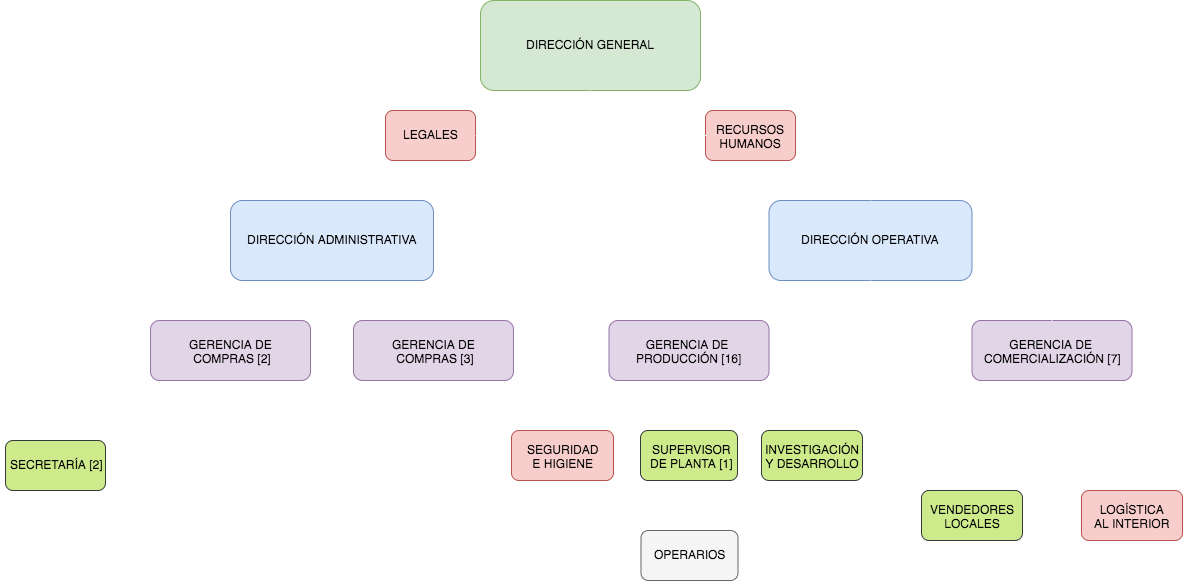 DIRECCIÓN GENERAL
LEGALES
RECURSOS
HUMANOS
DIRECCIÓN ADMINISTRATIVA
DIRECCIÓN OPERATIVA
GERENCIA DE
COMPRAS [2]
GERENCIA DE
COMPRAS [3]
GERENCIA DE
PRODUCCIÓN [16]
GERENCIA DE
COMERCIALIZACIÓN [7]
SECRETARÍA [2]
SEGURIDAD
E HIGIENE
SUPERVISOR
DE PLANTA [1]
INVESTIGACIÓN
Y DESARROLLO
VENDEDORES
LOCALES
LOGÍSTICA
AL INTERIOR
OPERARIOS